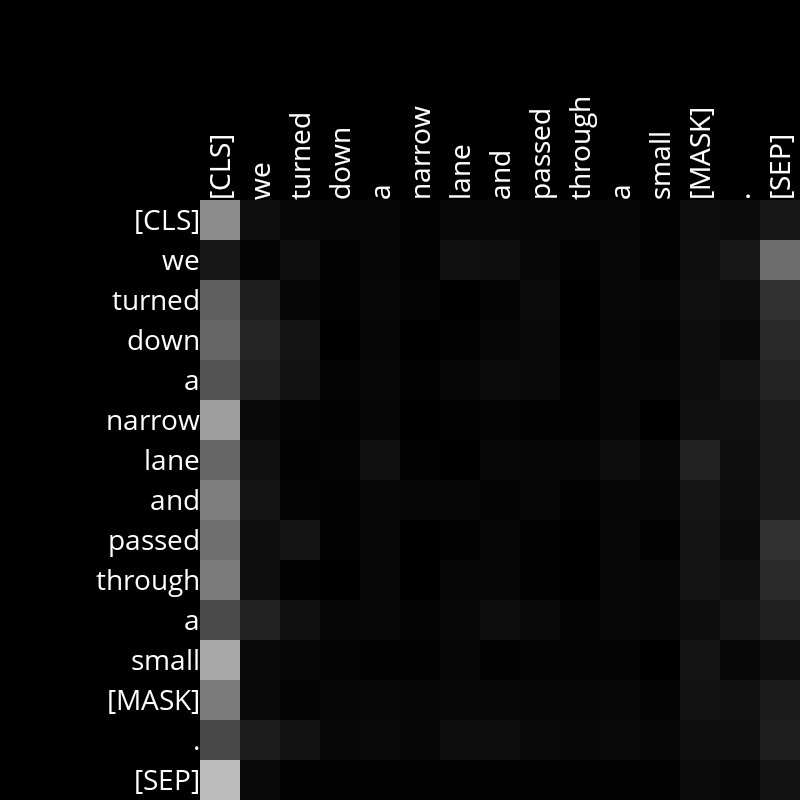 [CLS] we turned down a narrow lane and passed through a small [MASK] . [SEP]
[CLS]
we
turned
down
a
narrow
lane
and
passed
through
a
small
[MASK]
.
[SEP]